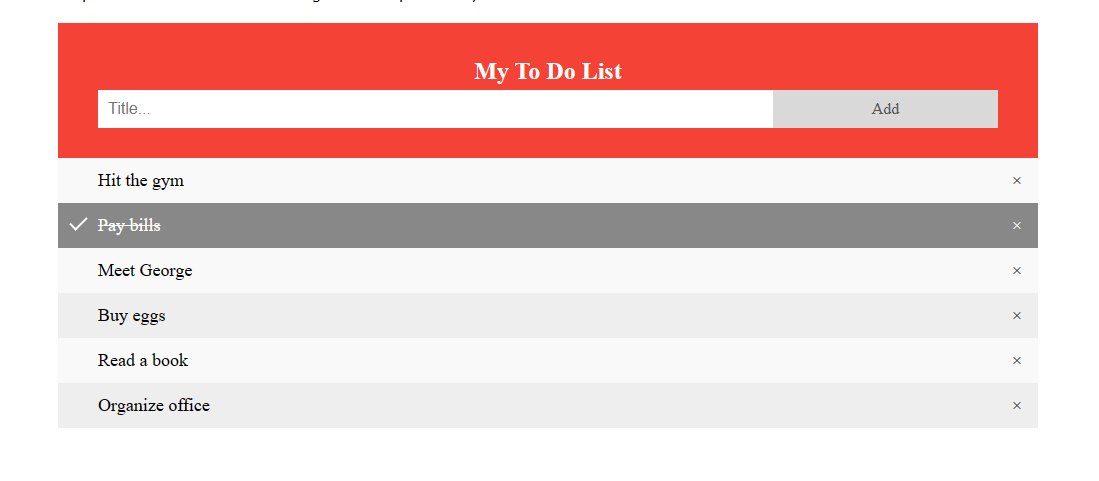 My To Do List
Title...
Add
Hit the gym ×
Pay bills ×
Meet George ×
Buy eggs ×
Read a book ×
Organize office ×